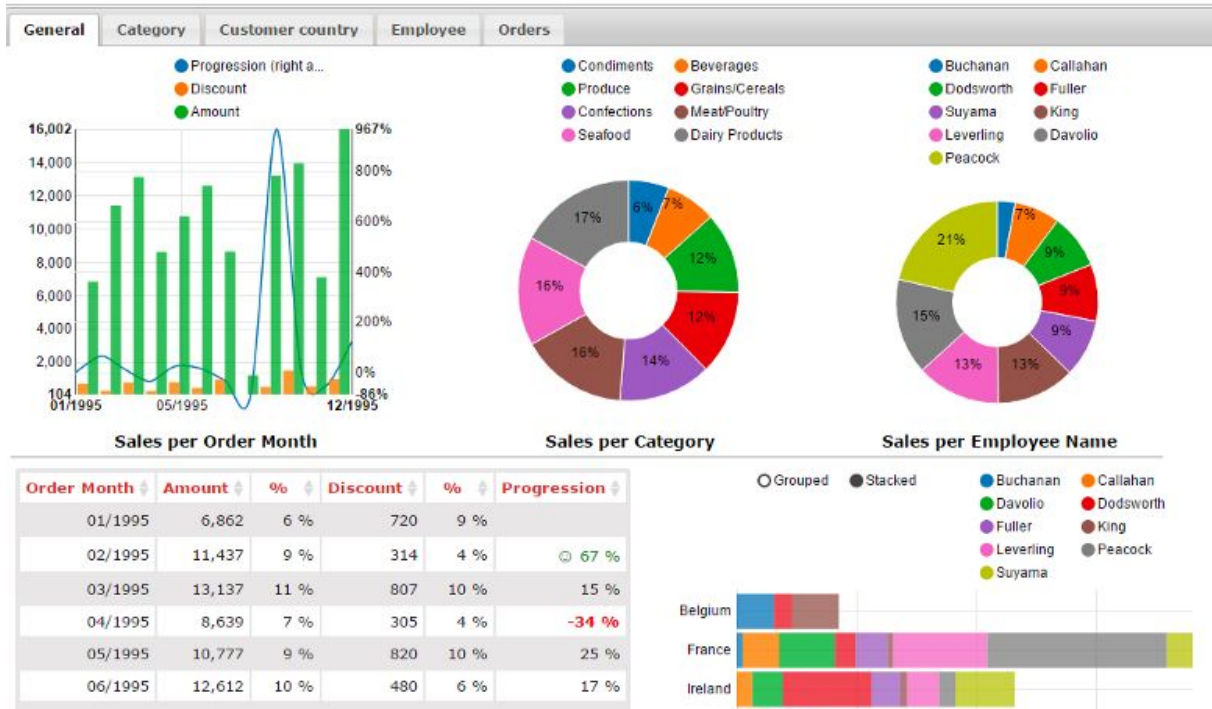 General Category Customer country Employee Orders
Progression (right a...
Discount
Amount
16,002
14,000
12,000
10,000
8,000
6,000
4,000
2,000
104
967%
800%
600%
400%
200%
0%
-86%
01/1995 05/1995 12/1995
Sales per Order Month
Condiments Beverages
Produce Grains/Cereals
Confections Meat/Poultry
Seafood Dairy Products
6%
7%
12%
12%
14%
16%
16%
17%
Sales per Category
Buchanan Callahan
Dodsworth Fuller
Suyama King
Leverling Davolio
Peacock
7%
9%
9%
9%
13%
13%
15%
21%
Sales per Employee Name
Order Month Amount % Discount % Progression
01/1995 6,862 6 % 720 9 %
02/1995 11,437 9 % 314 4 % ☺ 67 %
03/1995 13,137 11 % 807 10 % 15 %
04/1995 8,639 7 % 305 4 % -34 %
05/1995 10,777 9 % 820 10 % 25 %
06/1995 12,612 10 % 480 6 % 17 %
Grouped Stacked
Buchanan Callahan
Davolio Dodsworth
Fuller King
Leverling Peacock
Suyama
Belgium
France
Ireland